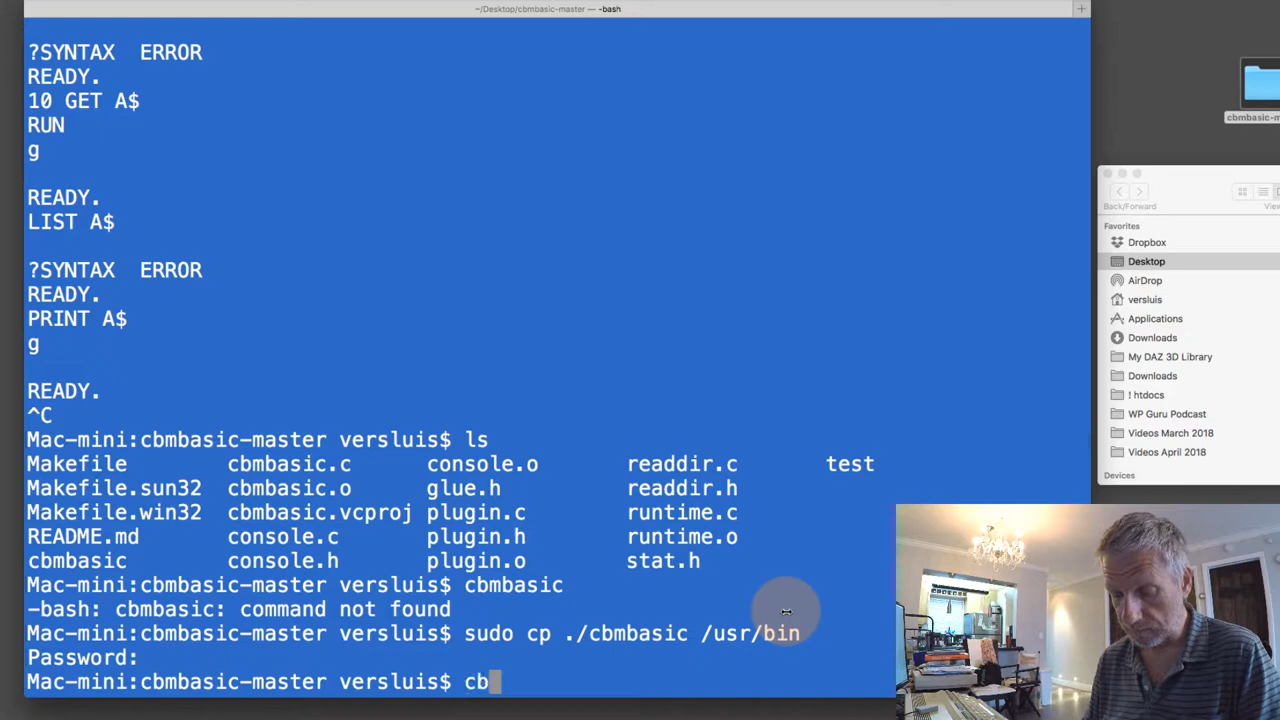 ~/Desktop/cbmbasic-master — -bash
?SYNTAX  ERROR
READY.
10 GET A$
RUN
g
READY.
LIST A$
?SYNTAX  ERROR
READY.
PRINT A$
g
READY.
^C
Mac-mini:cbmbasic-master versluis$ ls
Makefile cbmbasic.c console.o readdir.c test
Makefile.sun32 cbmbasic.o glue.h readdir.h
Makefile.win32 cbmbasic.vcproj plugin.c runtime.c
README.md console.c plugin.h runtime.o
cbmbasic console.h plugin.o stat.h
Mac-mini:cbmbasic-master versluis$ cbmbasic
-bash: cbmbasic: command not found
Mac-mini:cbmbasic-master versluis$ sudo cp ./cbmbasic /usr/bin
Password:
Mac-mini:cbmbasic-master versluis$ cb
cbmbasic-m
Back/Forward
View
Favorites
Dropbox
Desktop
AirDrop
versluis
Applications
Downloads
My DAZ 3D Library
Downloads
! htdocs
WP Guru Podcast
Videos March 2018
Videos April 2018
Devices